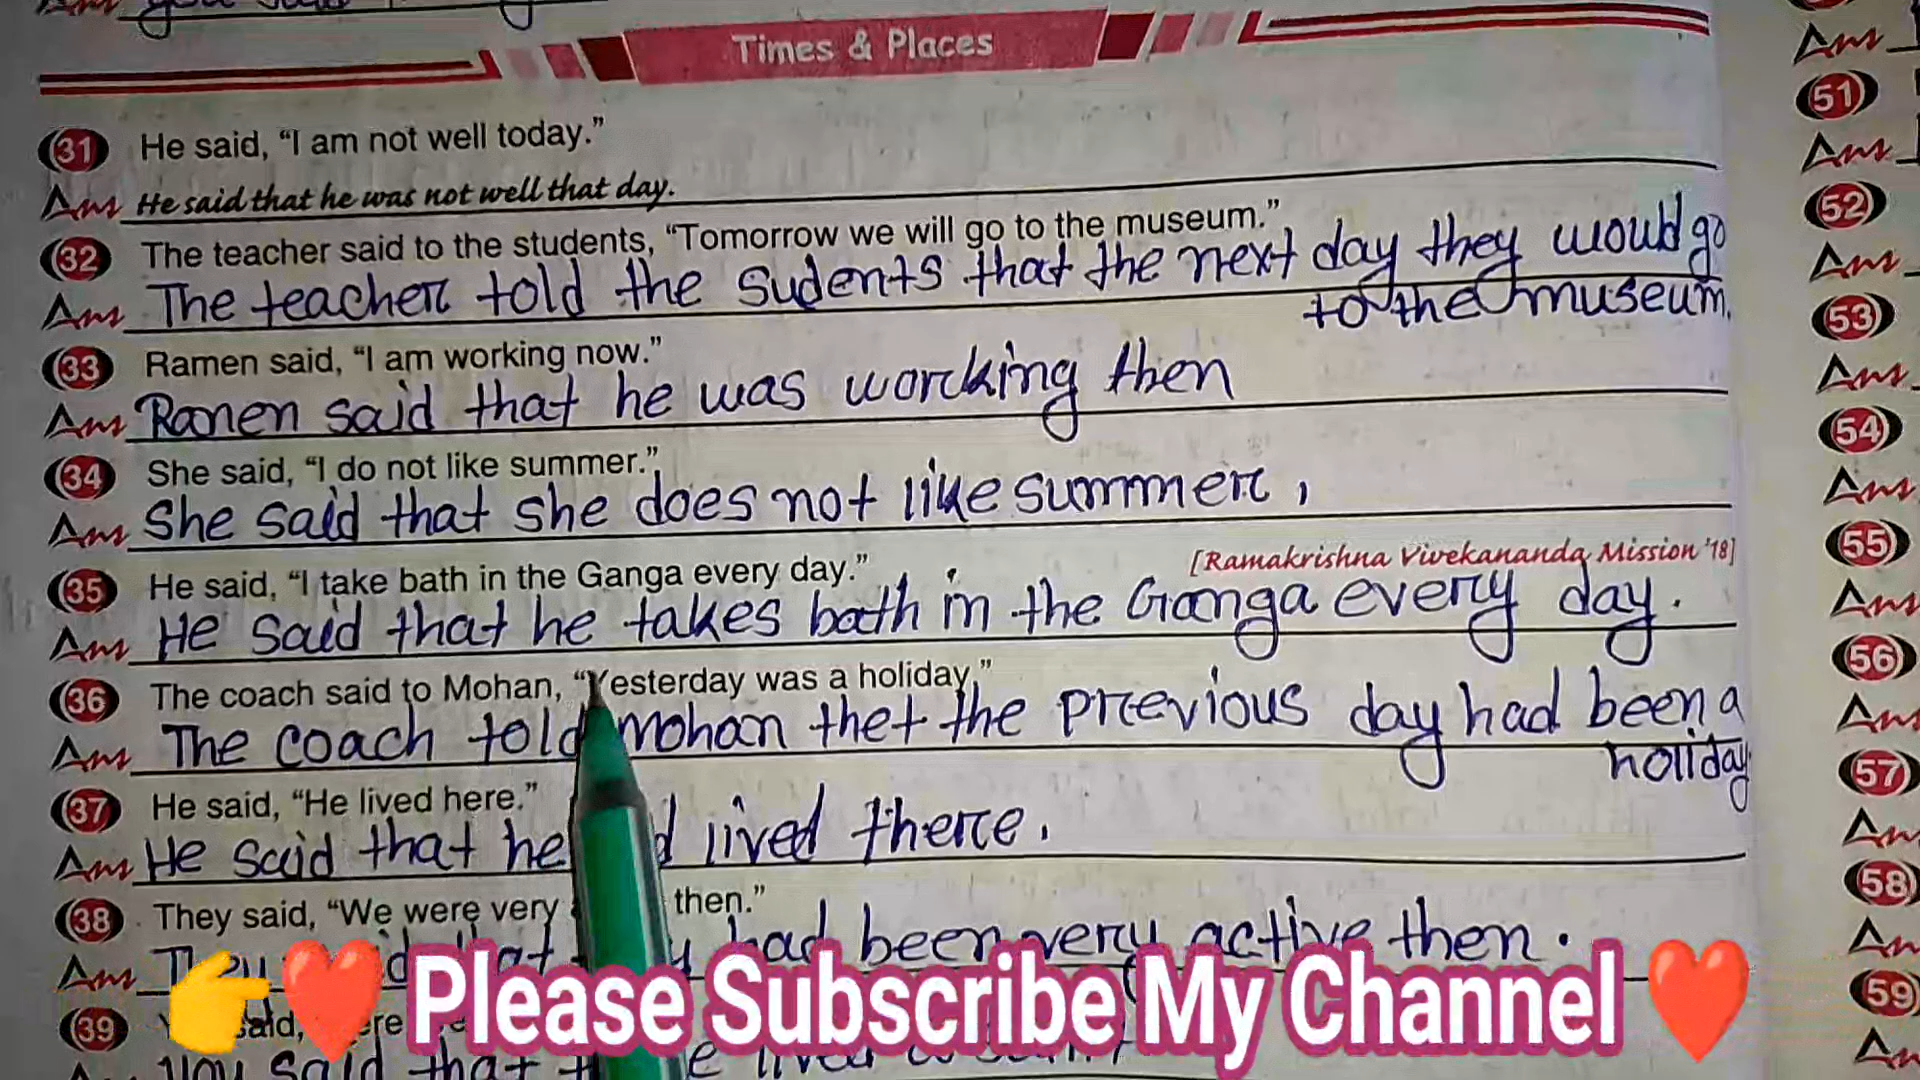 Times & Places
31 He said, “I am not well today.”
Ans He said that he was not well that day.
32 The teacher said to the students, “Tomorrow we will go to the museum.”
Ans The teacher told the sudents that the next day they would go
to the museum.
33 Ramen said, “I am working now.”
Ans Ramen said that he was working then
34 She said, “I do not like summer.”
Ans She said that she does not like summer,
[Ramakrishna Vivekananda Mission '18]
35 He said, “I take bath in the Ganga every day.”
Ans He said that he takes bath in the Ganga every day.
36 The coach said to Mohan, “Yesterday was a holiday.”
Ans The coach told mohan thet the previous day had been a
holiday
37 He said, “He lived here.”
Ans He said that he lived there.
38 They said, “We were very then.”
Ans They had been very active then.
39 said,
Ans You said that lived
👉❤️ Please Subscribe My Channel ❤️
Ans
51
Ans
52
Ans
53
Ans
54
Ans
55
Ans
56
Ans
57
Ans
58
Ans
59
Ans